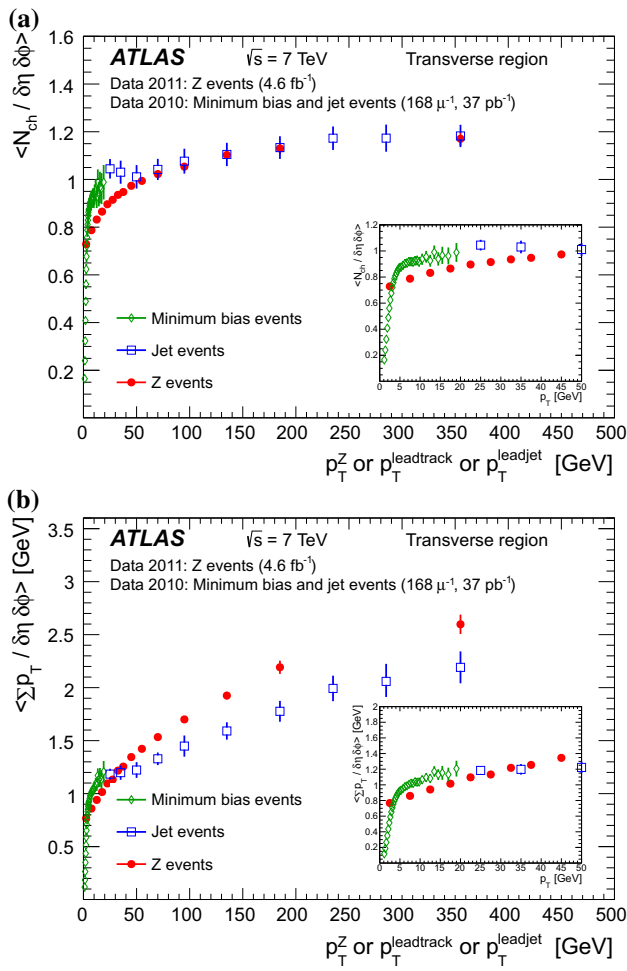 (a)
<N_ch / δη δφ>
1.6
1.4
1.2
1
0.8
0.6
0.4
0.2
ATLAS √s = 7 TeV Transverse region
Data 2011: Z events (4.6 fb⁻¹)
Data 2010: Minimum bias and jet events (168 μ⁻¹, 37 pb⁻¹)
Minimum bias events
Jet events
Z events
<N_ch / δη δφ>
1.2
1
0.8
0.6
0.4
0.2
0 5 10 15 20 25 30 35 40 45 50
p_T [GeV]
0 50 100 150 200 250 300 350 400 450 500
p_T^Z or p_T^leadtrack or p_T^leadjet [GeV]
(b)
<∑p_T / δη δφ> [GeV]
3.5
3
2.5
2
1.5
1
0.5
ATLAS √s = 7 TeV Transverse region
Data 2011: Z events (4.6 fb⁻¹)
Data 2010: Minimum bias and jet events (168 μ⁻¹, 37 pb⁻¹)
Minimum bias events
Jet events
Z events
<∑p_T / δη δφ> [GeV]
2
1.8
1.6
1.4
1.2
1
0.8
0.6
0.4
0.2
0
0 5 10 15 20 25 30 35 40 45 50
p_T [GeV]
0 50 100 150 200 250 300 350 400 450 500
p_T^Z or p_T^leadtrack or p_T^leadjet [GeV]